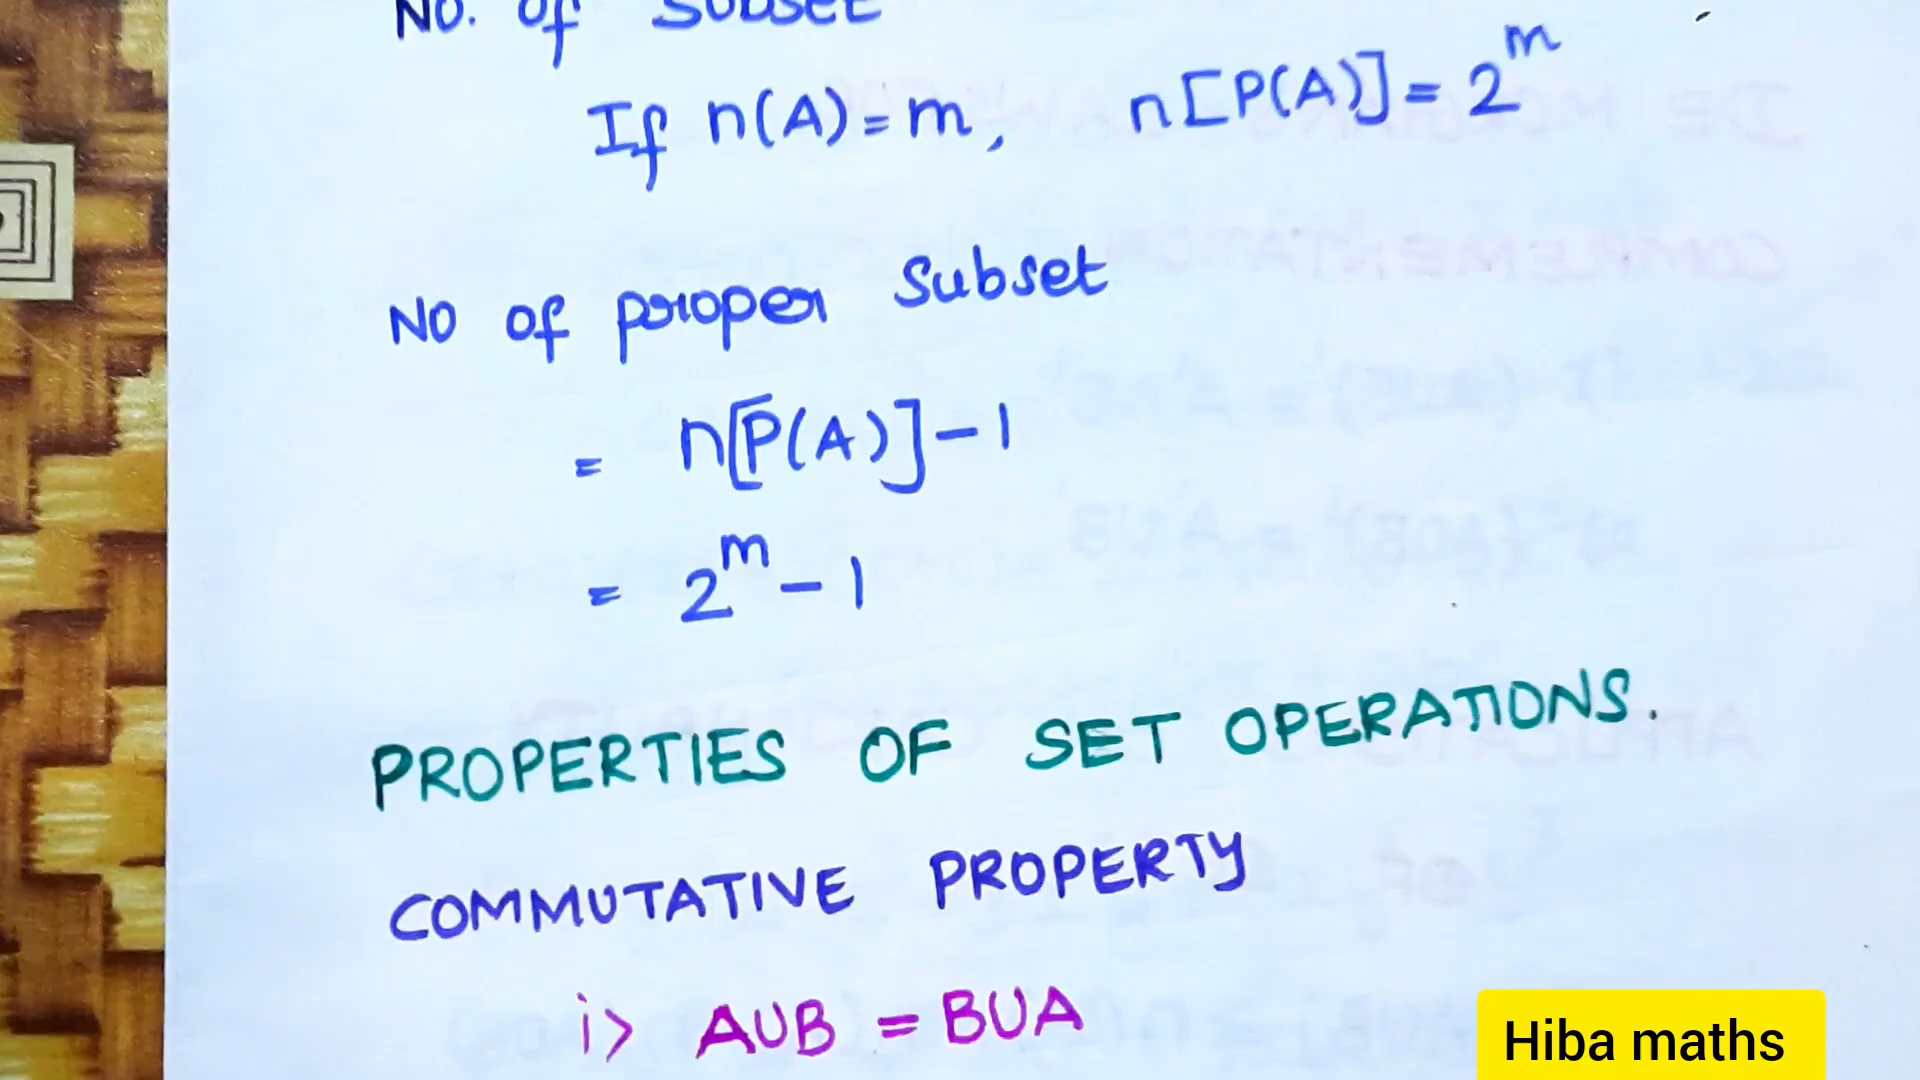 No. of Subset
If n(A) = m, n[P(A)] = 2^m
NO of proper Subset
= n[P(A)] - 1
= 2^m - 1
PROPERTIES OF SET OPERATIONS.
COMMUTATIVE PROPERTY
i> AUB = BUA
Hiba maths